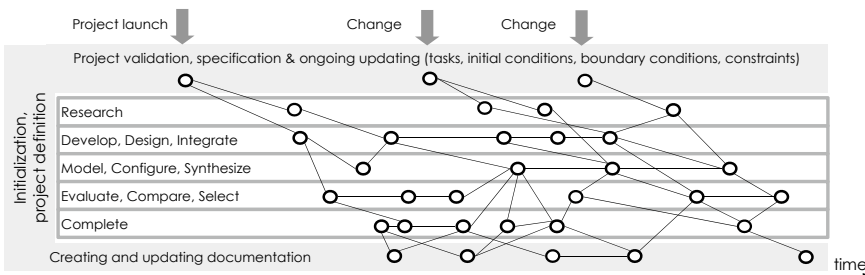 Project launch
Change
Change
Project validation, specification & ongoing updating (tasks, initial conditions, boundary conditions, constraints)
Initialization,
project definition
Research
Develop, Design, Integrate
Model, Configure, Synthesize
Evaluate, Compare, Select
Complete
Creating and updating documentation
time